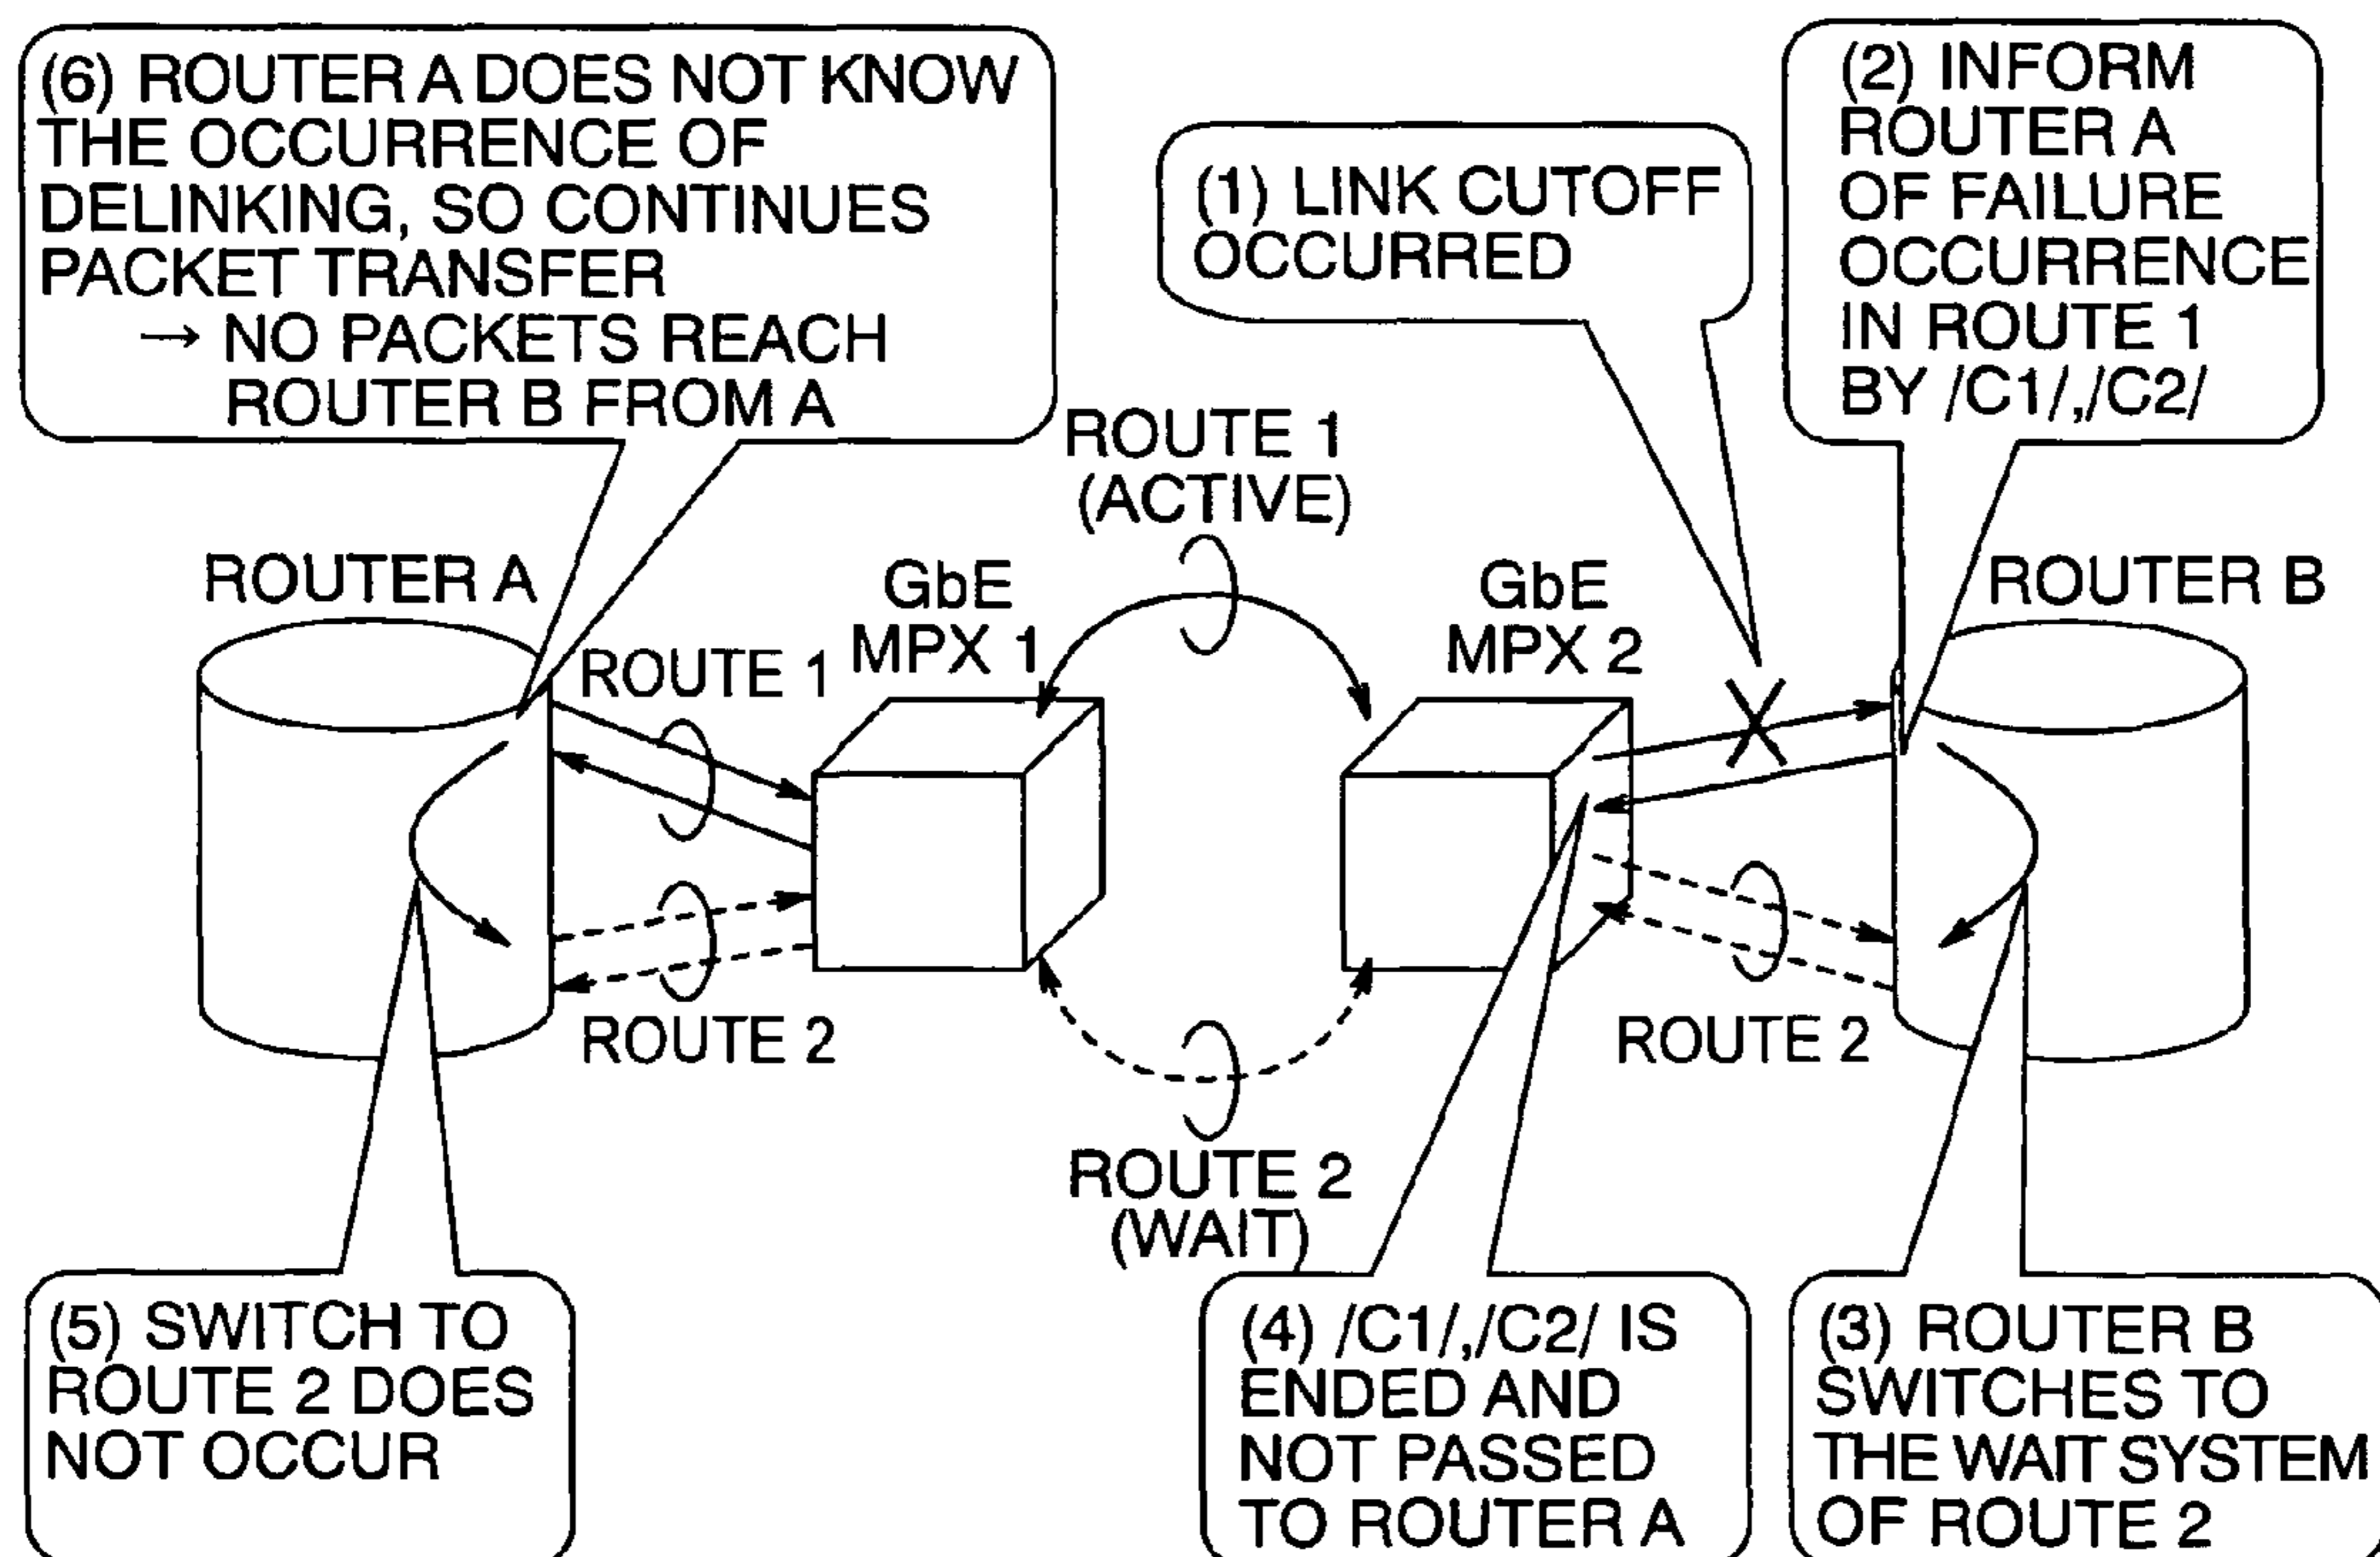 (6) ROUTER A DOES NOT KNOW
THE OCCURRENCE OF
DELINKING, SO CONTINUES
PACKET TRANSFER
→ NO PACKETS REACH
ROUTER B FROM A
(1) LINK CUTOFF
OCCURRED
(2) INFORM
ROUTER A
OF FAILURE
OCCURRENCE
IN ROUTE 1
BY /C1/,/C2/
ROUTE 1
(ACTIVE)
ROUTER A
GbE
MPX 1
GbE
MPX 2
ROUTER B
ROUTE 1
ROUTE 2
ROUTE 2
ROUTE 2
(WAIT)
(5) SWITCH TO
ROUTE 2 DOES
NOT OCCUR
(4) /C1/,/C2/ IS
ENDED AND
NOT PASSED
TO ROUTER A
(3) ROUTER B
SWITCHES TO
THE WAIT SYSTEM
OF ROUTE 2